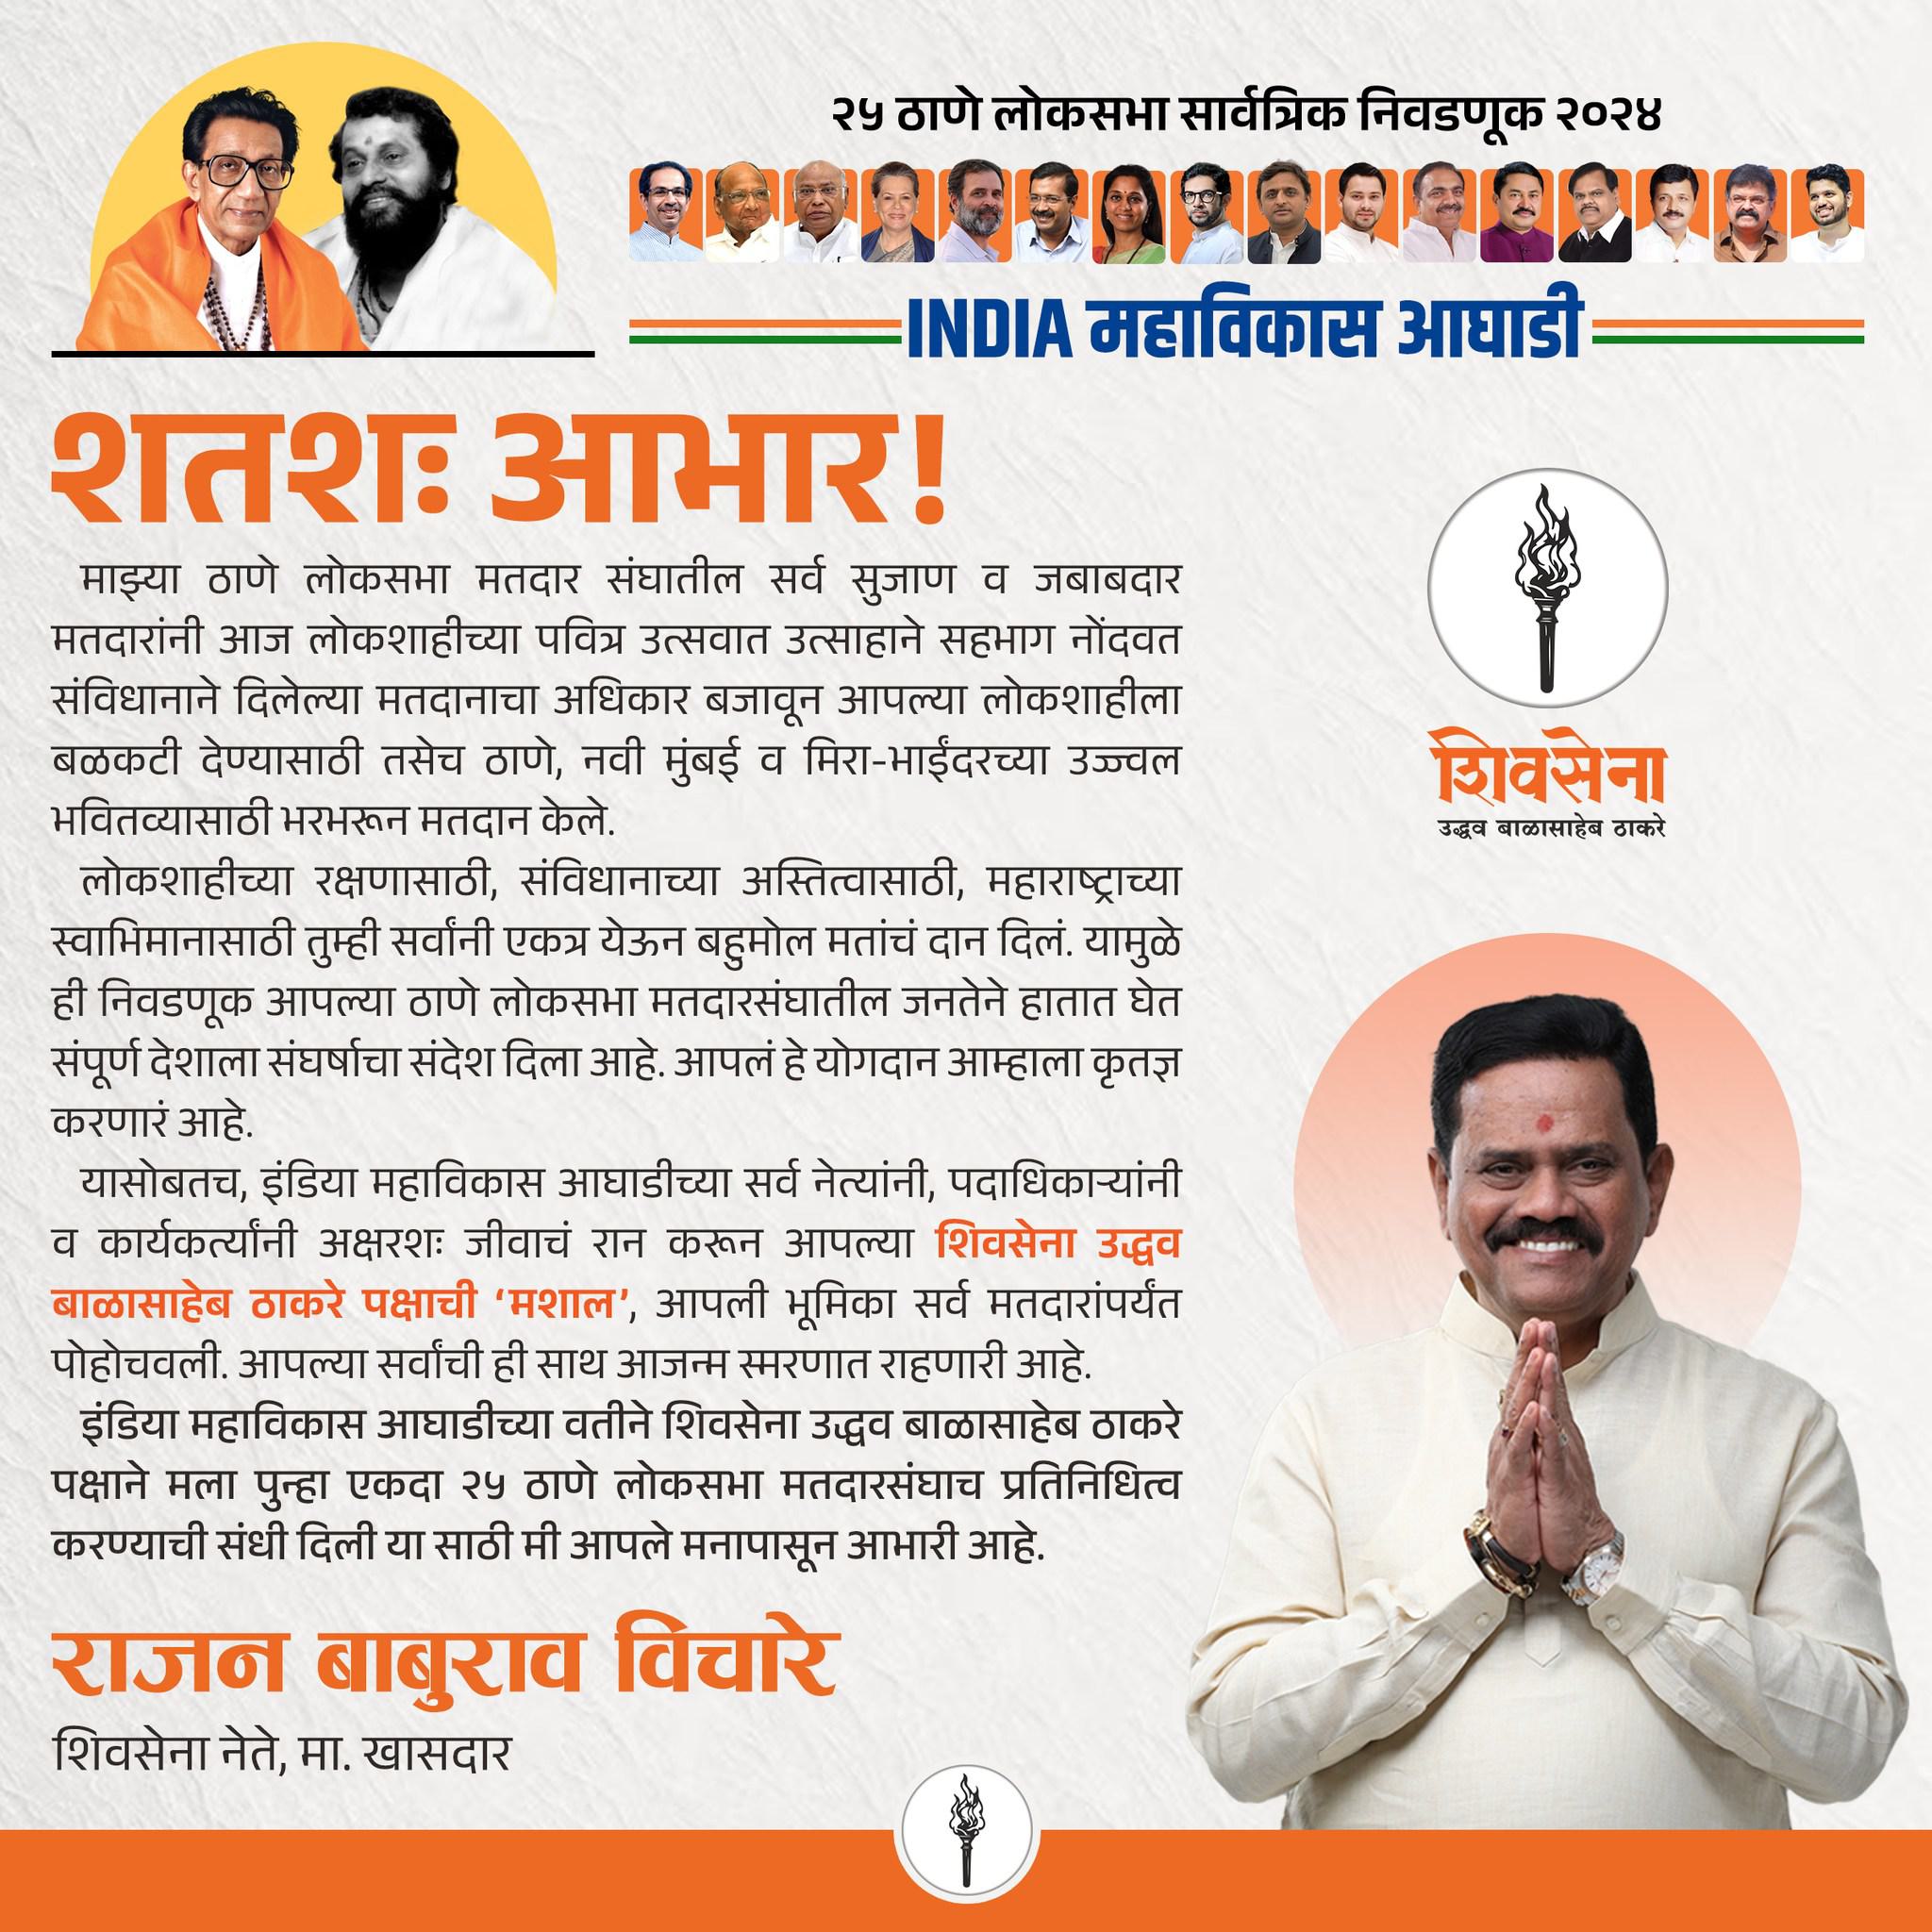 २५ ठाणे लोकसभा सार्वत्रिक निवडणूक २०२४
INDIA महाविकास आघाडी
शतशः आभार!
माझ्या ठाणे लोकसभा मतदार संघातील सर्व सुजाण व जबाबदार
मतदारांनी आज लोकशाहीच्या पवित्र उत्सवात उत्साहाने सहभाग नोंदवत
संविधानाने दिलेल्या मतदानाचा अधिकार बजावून आपल्या लोकशाहीला
बळकटी देण्यासाठी तसेच ठाणे, नवी मुंबई व मिरा-भाईंदरच्या उज्ज्वल
भवितव्यासाठी भरभरून मतदान केले.
लोकशाहीच्या रक्षणासाठी, संविधानाच्या अस्तित्वासाठी, महाराष्ट्राच्या
स्वाभिमानासाठी तुम्ही सर्वांनी एकत्र येऊन बहुमोल मतांचं दान दिलं. यामुळे
ही निवडणूक आपल्या ठाणे लोकसभा मतदारसंघातील जनतेने हातात घेत
संपूर्ण देशाला संघर्षाचा संदेश दिला आहे. आपलं हे योगदान आम्हाला कृतज्ञ
करणारं आहे.
यासोबतच, इंडिया महाविकास आघाडीच्या सर्व नेत्यांनी, पदाधिकाऱ्यांनी
व कार्यकर्त्यांनी अक्षरशः जीवाचं रान करून आपल्या शिवसेना उद्धव
बाळासाहेब ठाकरे पक्षाची ‘मशाल’, आपली भूमिका सर्व मतदारांपर्यंत
पोहोचवली. आपल्या सर्वांची ही साथ आजन्म स्मरणात राहणारी आहे.
इंडिया महाविकास आघाडीच्या वतीने शिवसेना उद्धव बाळासाहेब ठाकरे
पक्षाने मला पुन्हा एकदा २५ ठाणे लोकसभा मतदारसंघाच प्रतिनिधित्व
करण्याची संधी दिली या साठी मी आपले मनापासून आभारी आहे.
राजन बाबुराव विचारे
शिवसेना नेते, मा. खासदार
शिवसेना
उद्धव बाळासाहेब ठाकरे